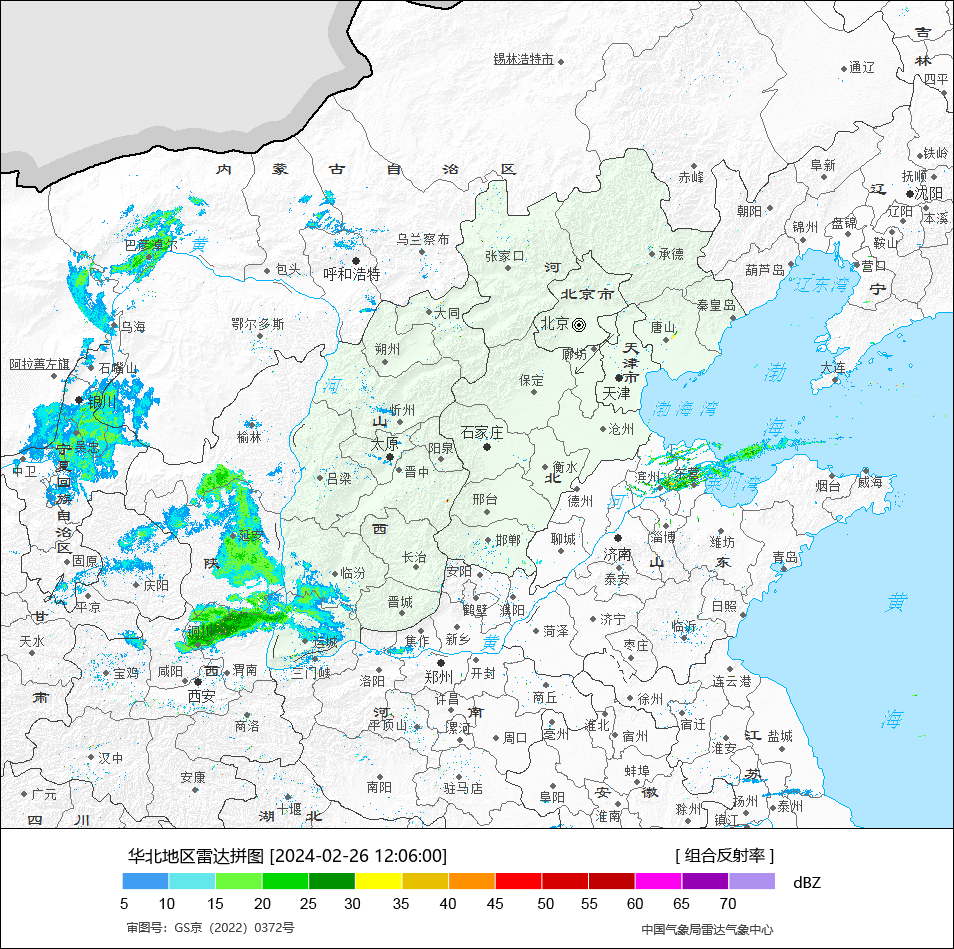 吉
林
锡林浩特市
通辽
四平
内 蒙 古 自 治 区
赤峰
阜新
铁岭
抚顺
辽
沈阳
朝阳
辽阳
本溪
锦州
盘锦
鞍山
黄
乌兰察布
呼和浩特
包头
张家口
河
承德
葫芦岛
营口
宁
辽东湾
北京市
北京
秦皇岛
乌海
鄂尔多斯
大同
唐山
廊坊
天
津
市
天津
朔州
阿拉善左旗
石嘴山
保定
大连
渤
银川
河
忻州
山
渤海湾
海
榆林
太原
阳泉
石家庄
沧州
宁
夏
回
族
自
治
区
中卫
吕梁
晋中
衡水
北
滨州
东营
烟台
威海
德州
河
邢台
西
延安
邯郸
聊城
济南
淄博
潍坊
青岛
山
东
固原
陕
庆阳
临汾
长治
安阳
泰安
平凉
甘
晋城
鹤壁
濮阳
日照
黄
铜
天水
运城
焦作
新乡
黄
菏泽
济宁
临沂
枣庄
宝鸡
咸阳
西
渭南
三门峡
洛阳
郑州
开封
连云港
肃
西安
许昌
商丘
徐州
宿迁
河
南
海
商洛
平顶山
漯河
周口
亳州
淮北
宿州
淮安
江
盐城
汉中
安康
南阳
驻马店
阜阳
蚌埠
苏
安
徽
广元
十堰
淮南
滁州
扬州
泰州
镇江
四 川
湖 北
华北地区雷达拼图 [2024-02-26 12:06:00]
[ 组合反射率 ]
dBZ
5 10 15 20 25 30 35 40 45 50 55 60 65 70
审图号：GS京（2022）0372号
中国气象局雷达气象中心